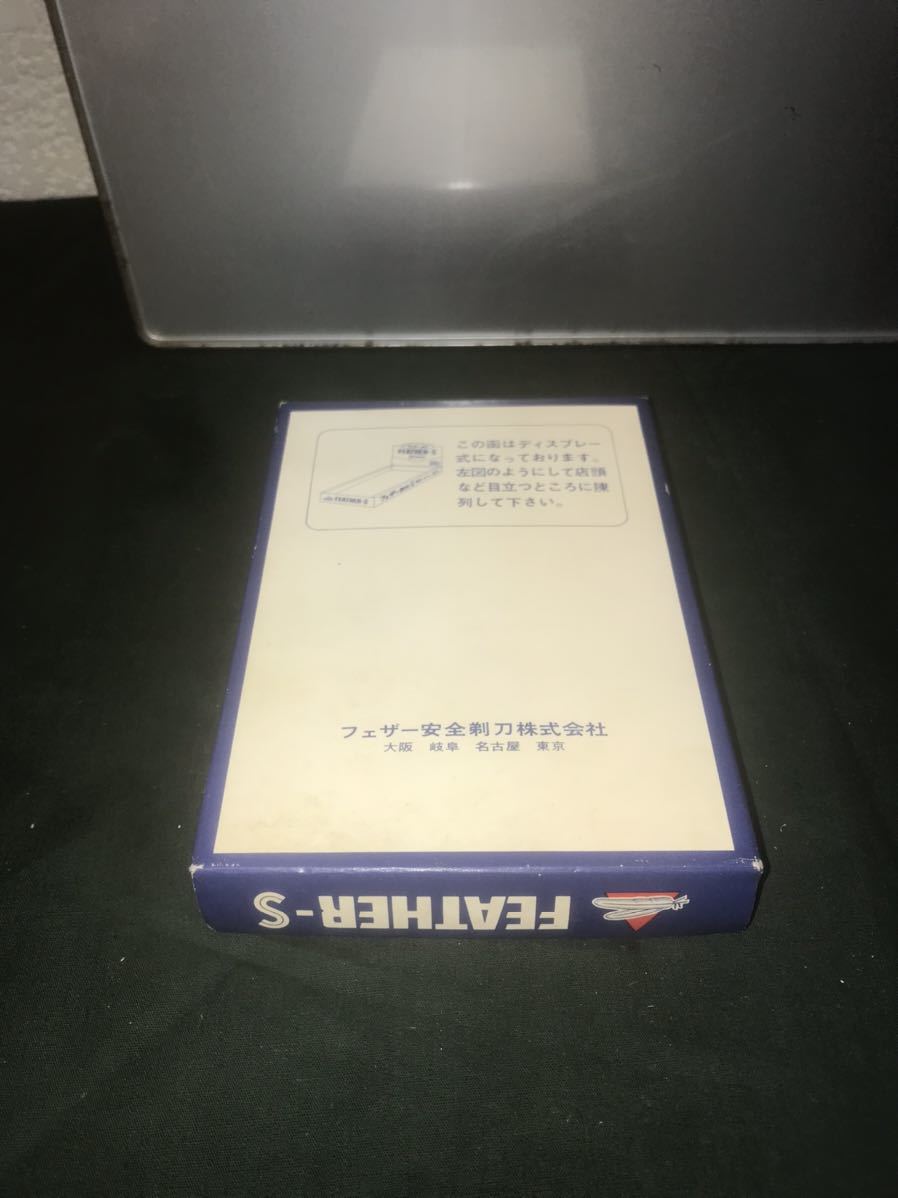 FEATHER-S
FEATHER-S
この函はディスプレー
式になっております。
左図のようにして店頭
など目立つところに陳
列して下さい。
フェザー安全剃刀株式会社
大阪 岐阜 名古屋 東京
FEATHER-S